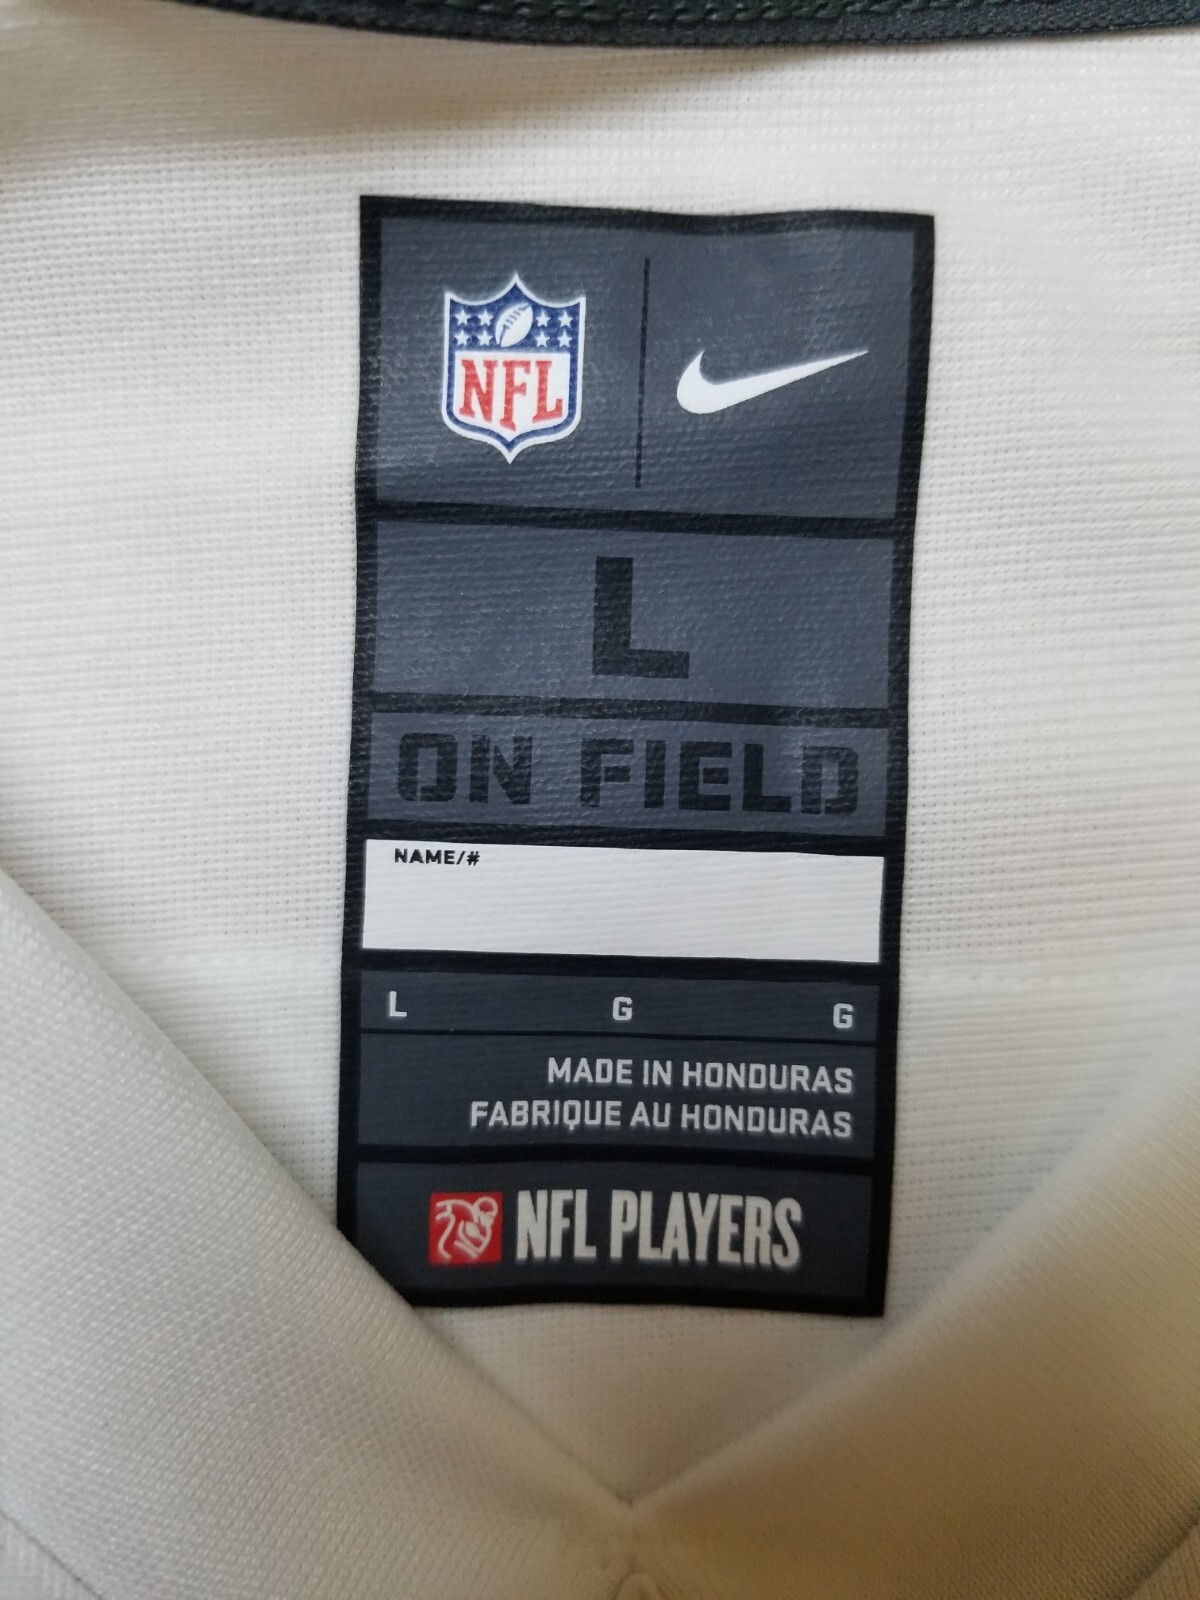 NFL
L
ON FIELD
NAME/#
L G G
MADE IN HONDURAS
FABRIQUE AU HONDURAS
NFL PLAYERS